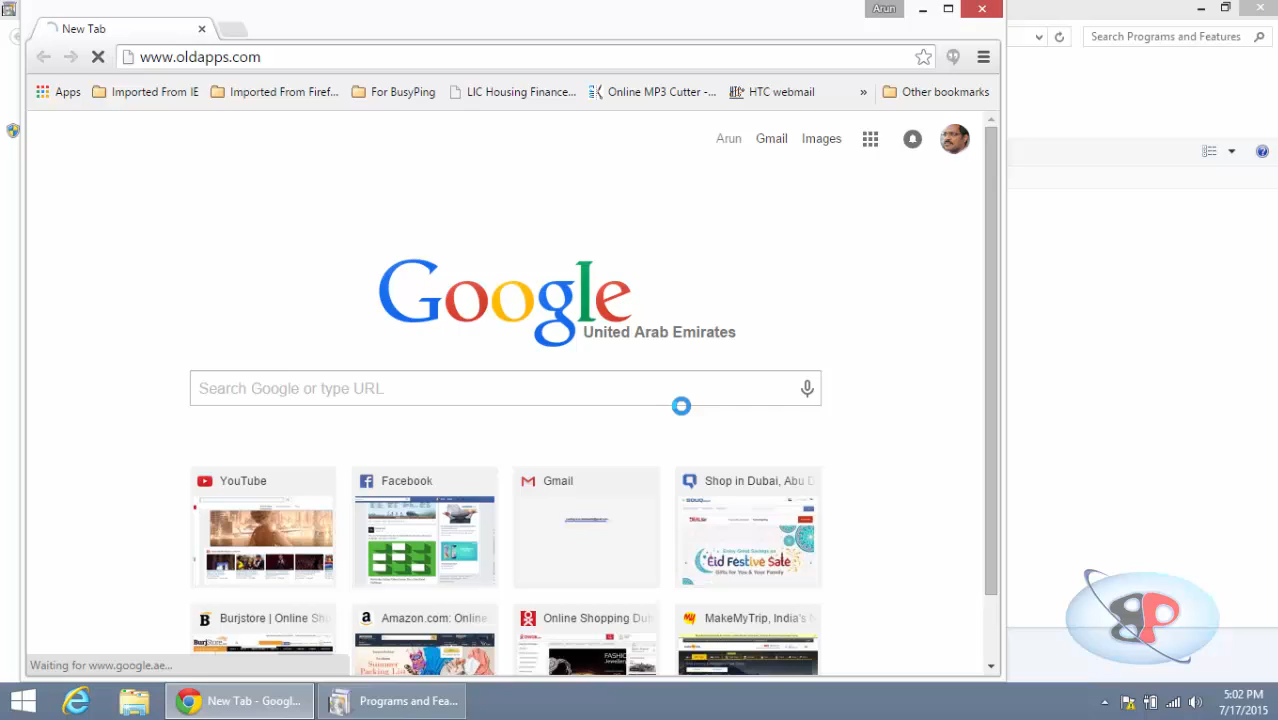 Arun
New Tab
www.oldapps.com
Search Programs and Features
Apps Imported From IE Imported From Firef... For BusyPing LIC Housing Finance... Online MP3 Cutter -... HTC webmail » Other bookmarks
Arun Gmail Images
Google
United Arab Emirates
Search Google or type URL
YouTube Facebook Gmail Shop in Dubai, Abu D
Eid Festive Sale
Burjstore | Online Shu Amazon.com: Online Online Shopping Dub MakeMyTrip, India's
for www.google.ae...
New Tab - Googl... Programs and Fea...
5:02 PM
7/17/2015